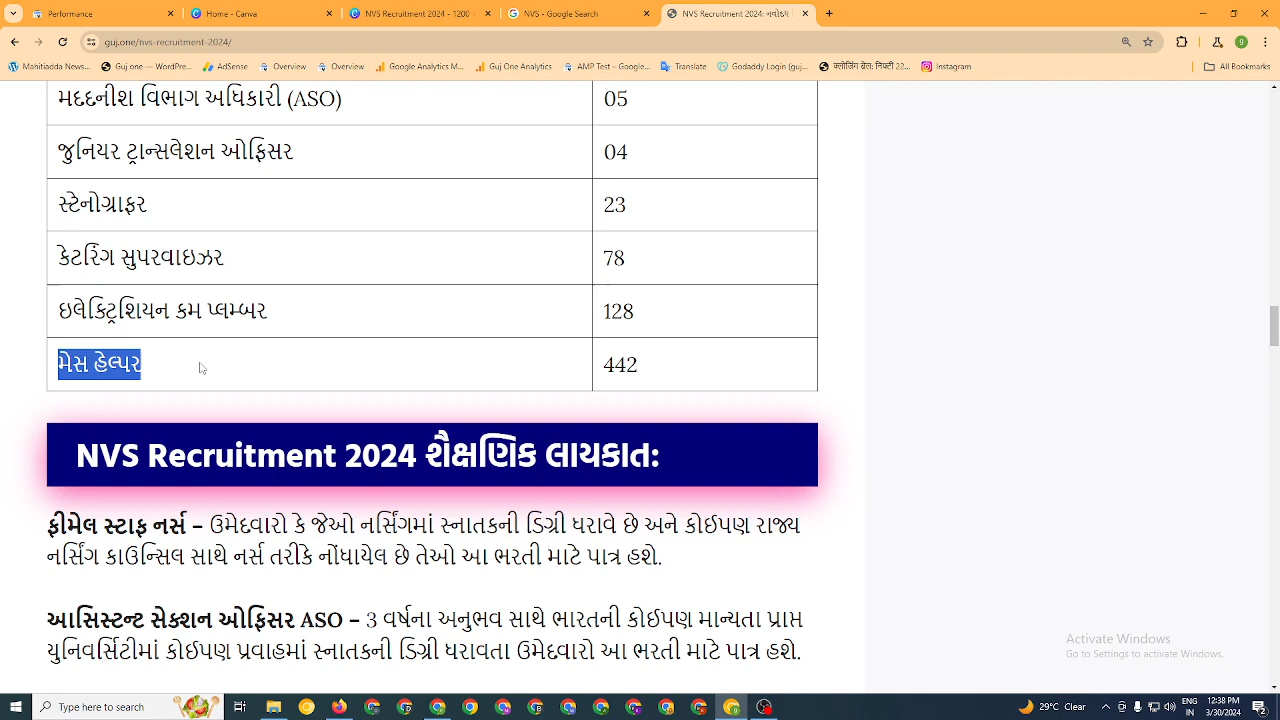 Performance
Home - Canva
NVS Recruitment 2024 - 1200
NVS - Google Search
NVS Recruitment 2024: નવોદય
guj.one/nvs-recruitment-2024/
Mahitiadda News...
Guj one — WordPre...
AdSense
Overview
Overview
Google Analytics M...
Guj One Analytics
AMP Test – Google...
Translate
Godaddy Loging (guj...
क्लोजिंग बेल: निफ्टी 22...
Instagram
All Bookmarks
મદદનીશ વિભાગ અધિકારી (ASO) 05
જુનિયર ટ્રાન્સલેશન ઓફિસર 04
સ્ટેનોગ્રાફર 23
કેટરિંગ સુપરવાઇઝર 78
ઇલેક્ટ્રિશિયન કમ પ્લમ્બર 128
મેસ હેલ્પર 442
NVS Recruitment 2024 શૈક્ષણિક લાયકાત:
ફીમેલ સ્ટાફ નર્સ – ઉમેદવારો કે જેઓ નર્સિંગમાં સ્નાતકની ડિગ્રી ધરાવે છે અને કોઈપણ રાજ્ય
નર્સિંગ કાઉન્સિલ સાથે નર્સ તરીકે નોંધાયેલ છે તેઓ આ ભરતી માટે પાત્ર હશે.
આસિસ્ટન્ટ સેક્શન ઓફિસર ASO – 3 વર્ષના અનુભવ સાથે ભારતની કોઈપણ માન્યતા પ્રાપ્ત
યુનિવર્સિટીમાં કોઈપણ પ્રવાહમાં સ્નાતકની ડિગ્રી ધરાવતા ઉમેદવારો આ ભરતી માટે પાત્ર હશે.
Activate Windows
Go to Settings to activate Windows.
Type here to search
29°C Clear
ENG
IN
12:38 PM
3/30/2024